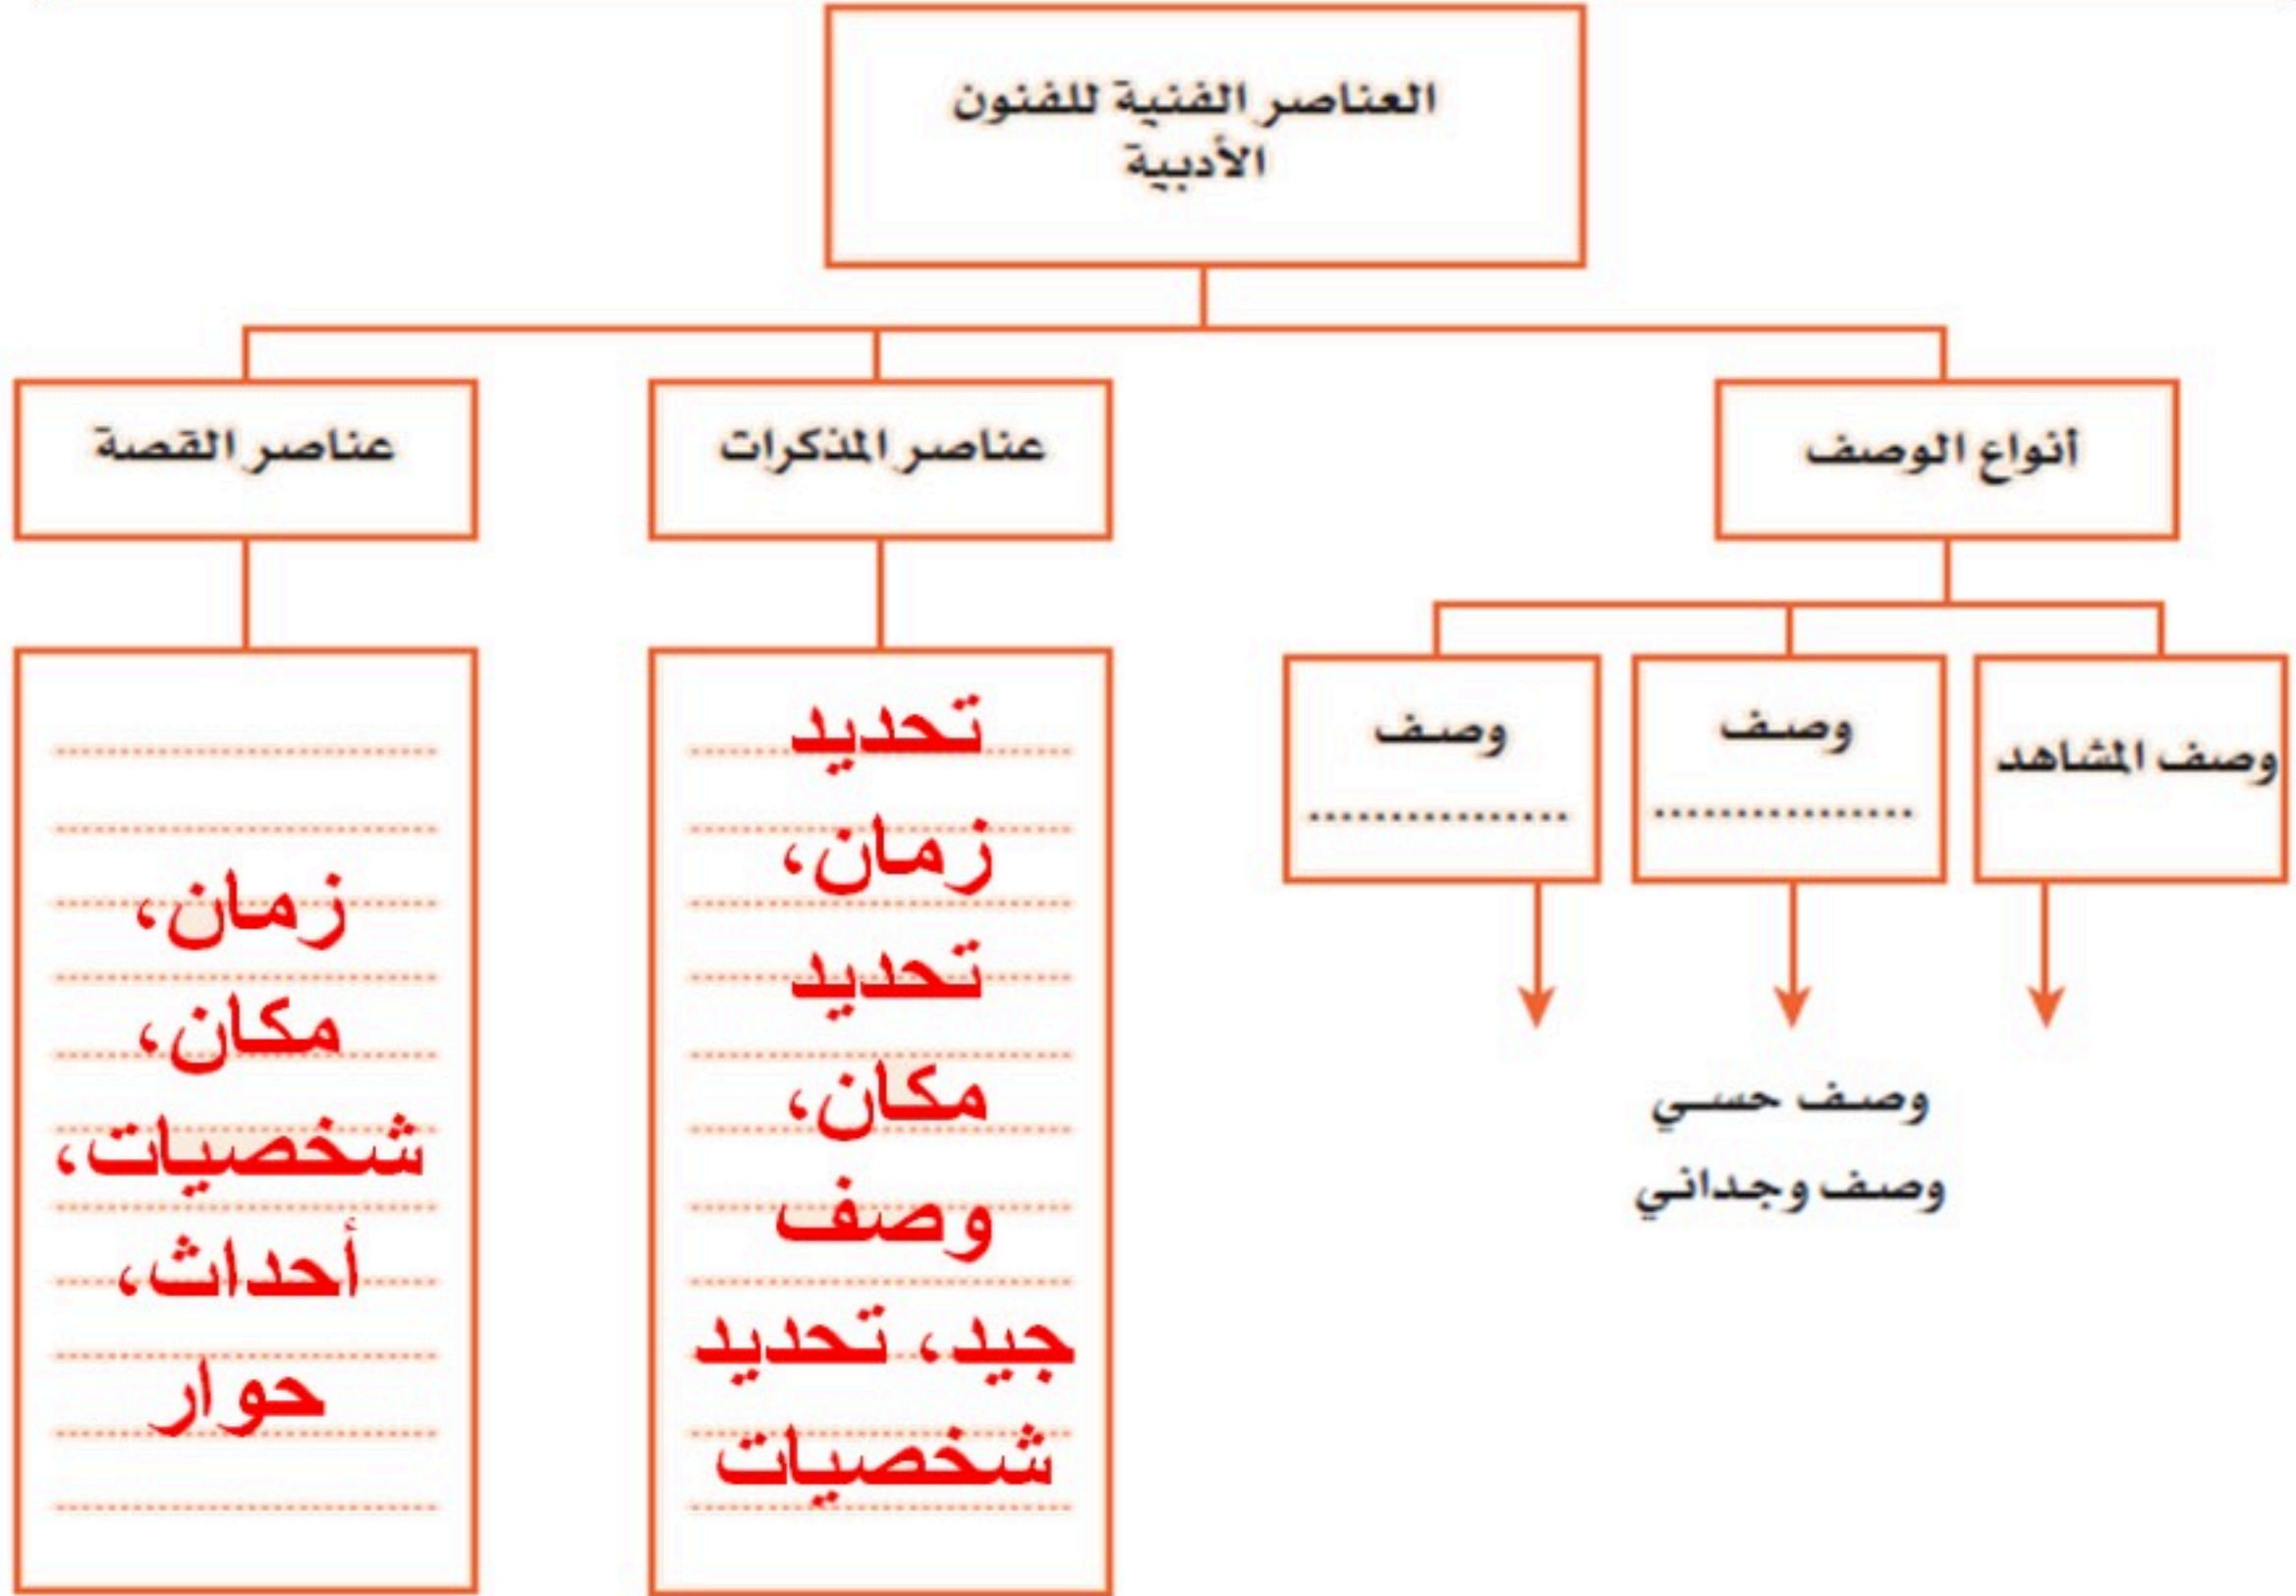 العناصر الفنية للفنون
الأدبية
أنواع الوصف
عناصر المذكرات
عناصر القصة
وصف المشاهد
وصف
................
وصف
................
وصف حسي
وصف وجداني
تحديد
زمان،
تحديد
مكان،
وصف
جيد، تحديد
شخصيات
زمان،
مكان،
شخصيات،
أحداث،
حوار